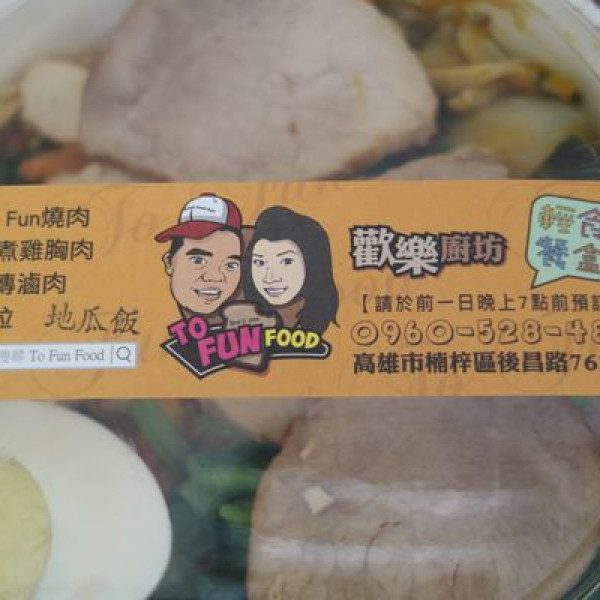 Fun燒肉
煮雞胸肉
傳滷肉
地瓜飯
搜尋 To Fun Food
TO FUN FOOD
歡樂廚坊
輕食
餐盒
【請於前一日晚上7點前預訂
0960-528-48
高雄市楠梓區後昌路76